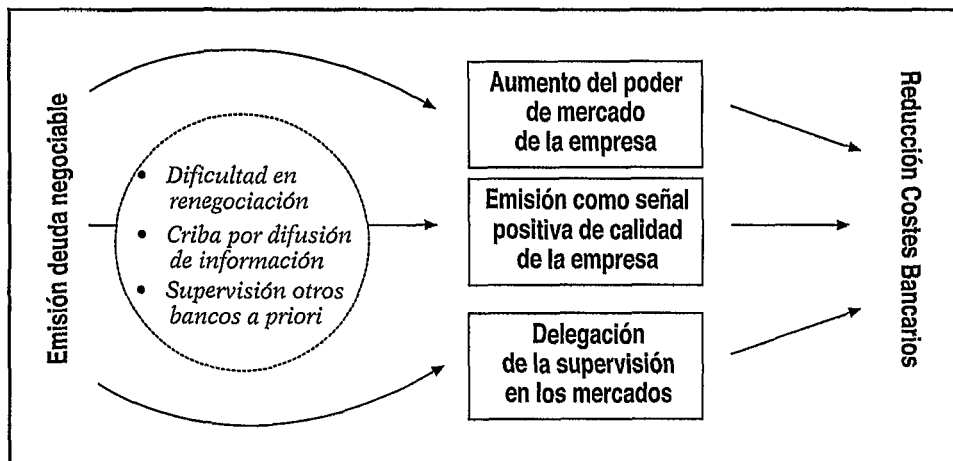 Emisión deuda negociable
• Dificultad en
renegociación
• Criba por difusión
de información
• Supervisión otros
bancos a priori
Aumento del poder
de mercado
de la empresa
Emisión como señal
positiva de calidad
de la empresa
Delegación
de la supervisión
en los mercados
Reducción Costes Bancarios